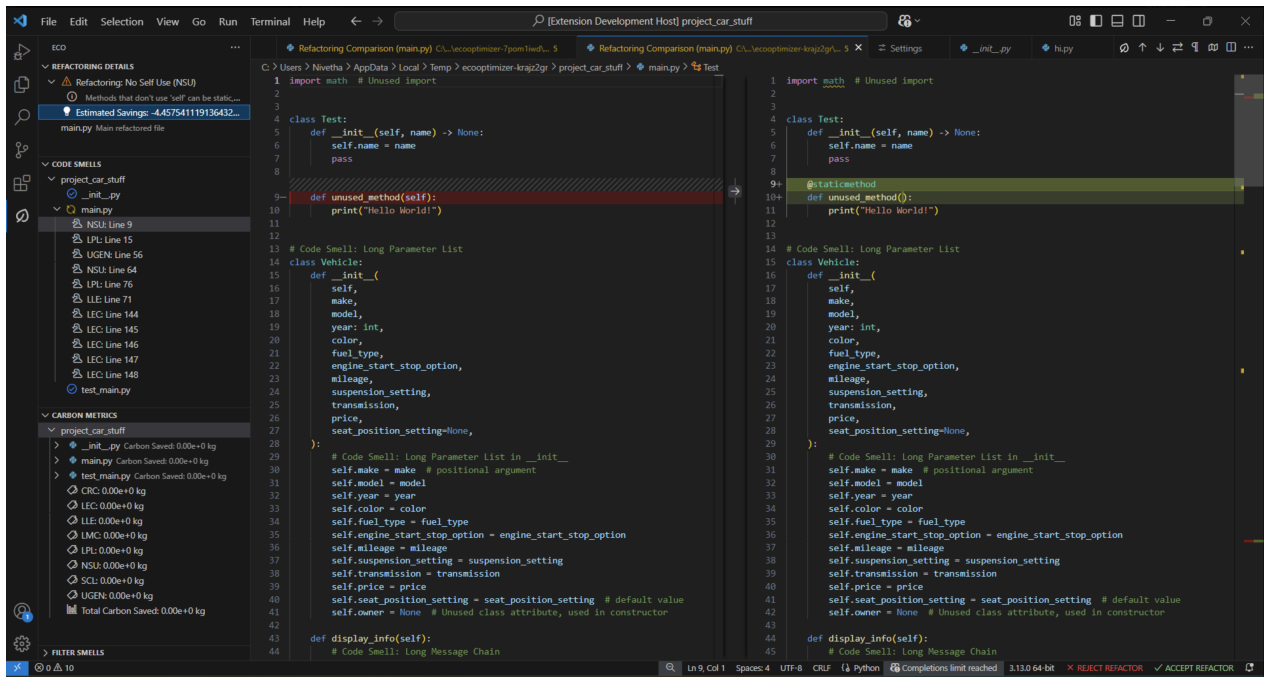 File Edit Selection View Go Run Terminal Help
[Extension Development Host] project_car_stuff
ECO
REFACTORING DETAILS
Refactoring: No Self Use (NSU)
Methods that don't use 'self' can be static,...
Estimated Savings: -4.457541119136432...
main.py Main refactored file
CODE SMELLS
project_car_stuff
__init__.py
main.py
NSU: Line 9
LPL: Line 15
UGEN: Line 56
NSU: Line 64
LPL: Line 76
LLE: Line 71
LEC: Line 144
LEC: Line 145
LEC: Line 146
LEC: Line 147
LEC: Line 148
test_main.py
CARBON METRICS
project_car_stuff
__init__.py Carbon Saved: 0.00e+0 kg
main.py Carbon Saved: 0.00e+0 kg
test_main.py Carbon Saved: 0.00e+0 kg
CRC: 0.00e+0 kg
LEC: 0.00e+0 kg
LLE: 0.00e+0 kg
LMC: 0.00e+0 kg
LPL: 0.00e+0 kg
NSU: 0.00e+0 kg
SCL: 0.00e+0 kg
UGEN: 0.00e+0 kg
Total Carbon Saved: 0.00e+0 kg
FILTER SMELLS
Refactoring Comparison (main.py) C:\...\ecooptimizer-7pom1iwd\... 5 Refactoring Comparison (main.py) C:\...\ecooptimizer-krajz2gr\... 5 Settings __init__.py hi.py
C: > Users > Nivetha > AppData > Local > Temp > ecooptimizer-krajz2gr > project_car_stuff > main.py > Test
1 import math # Unused import
2
3
4 class Test:
5 def __init__(self, name) -> None:
6 self.name = name
7 pass
8
9− def unused_method(self):
10 print("Hello World!")
11
12
13 # Code Smell: Long Parameter List
14 class Vehicle:
15 def __init__(
16 self,
17 make,
18 model,
19 year: int,
20 color,
21 fuel_type,
22 engine_start_stop_option,
23 mileage,
24 suspension_setting,
25 transmission,
26 price,
27 seat_position_setting=None,
28 ):
29 # Code Smell: Long Parameter List in __init__
30 self.make = make # positional argument
31 self.model = model
32 self.year = year
33 self.color = color
34 self.fuel_type = fuel_type
35 self.engine_start_stop_option = engine_start_stop_option
36 self.mileage = mileage
37 self.suspension_setting = suspension_setting
38 self.transmission = transmission
39 self.price = price
40 self.seat_position_setting = seat_position_setting # default value
41 self.owner = None # Unused class attribute, used in constructor
42
43 def display_info(self):
44 # Code Smell: Long Message Chain
1 import math # Unused import
2
3
4 class Test:
5 def __init__(self, name) -> None:
6 self.name = name
7 pass
8
9+ @staticmethod
10+ def unused_method():
11 print("Hello World!")
12
13
14 # Code Smell: Long Parameter List
15 class Vehicle:
16 def __init__(
17 self,
18 make,
19 model,
20 year: int,
21 color,
22 fuel_type,
23 engine_start_stop_option,
24 mileage,
25 suspension_setting,
26 transmission,
27 price,
28 seat_position_setting=None,
29 ):
30 # Code Smell: Long Parameter List in __init__
31 self.make = make # positional argument
32 self.model = model
33 self.year = year
34 self.color = color
35 self.fuel_type = fuel_type
36 self.engine_start_stop_option = engine_start_stop_option
37 self.mileage = mileage
38 self.suspension_setting = suspension_setting
39 self.transmission = transmission
40 self.price = price
41 self.seat_position_setting = seat_position_setting # default value
42 self.owner = None # Unused class attribute, used in constructor
43
44 def display_info(self):
45 # Code Smell: Long Message Chain
0 10
Ln 9, Col 1 Spaces: 4 UTF-8 CRLF Python Completions limit reached 3.13.0 64-bit REJECT REFACTOR ACCEPT REFACTOR